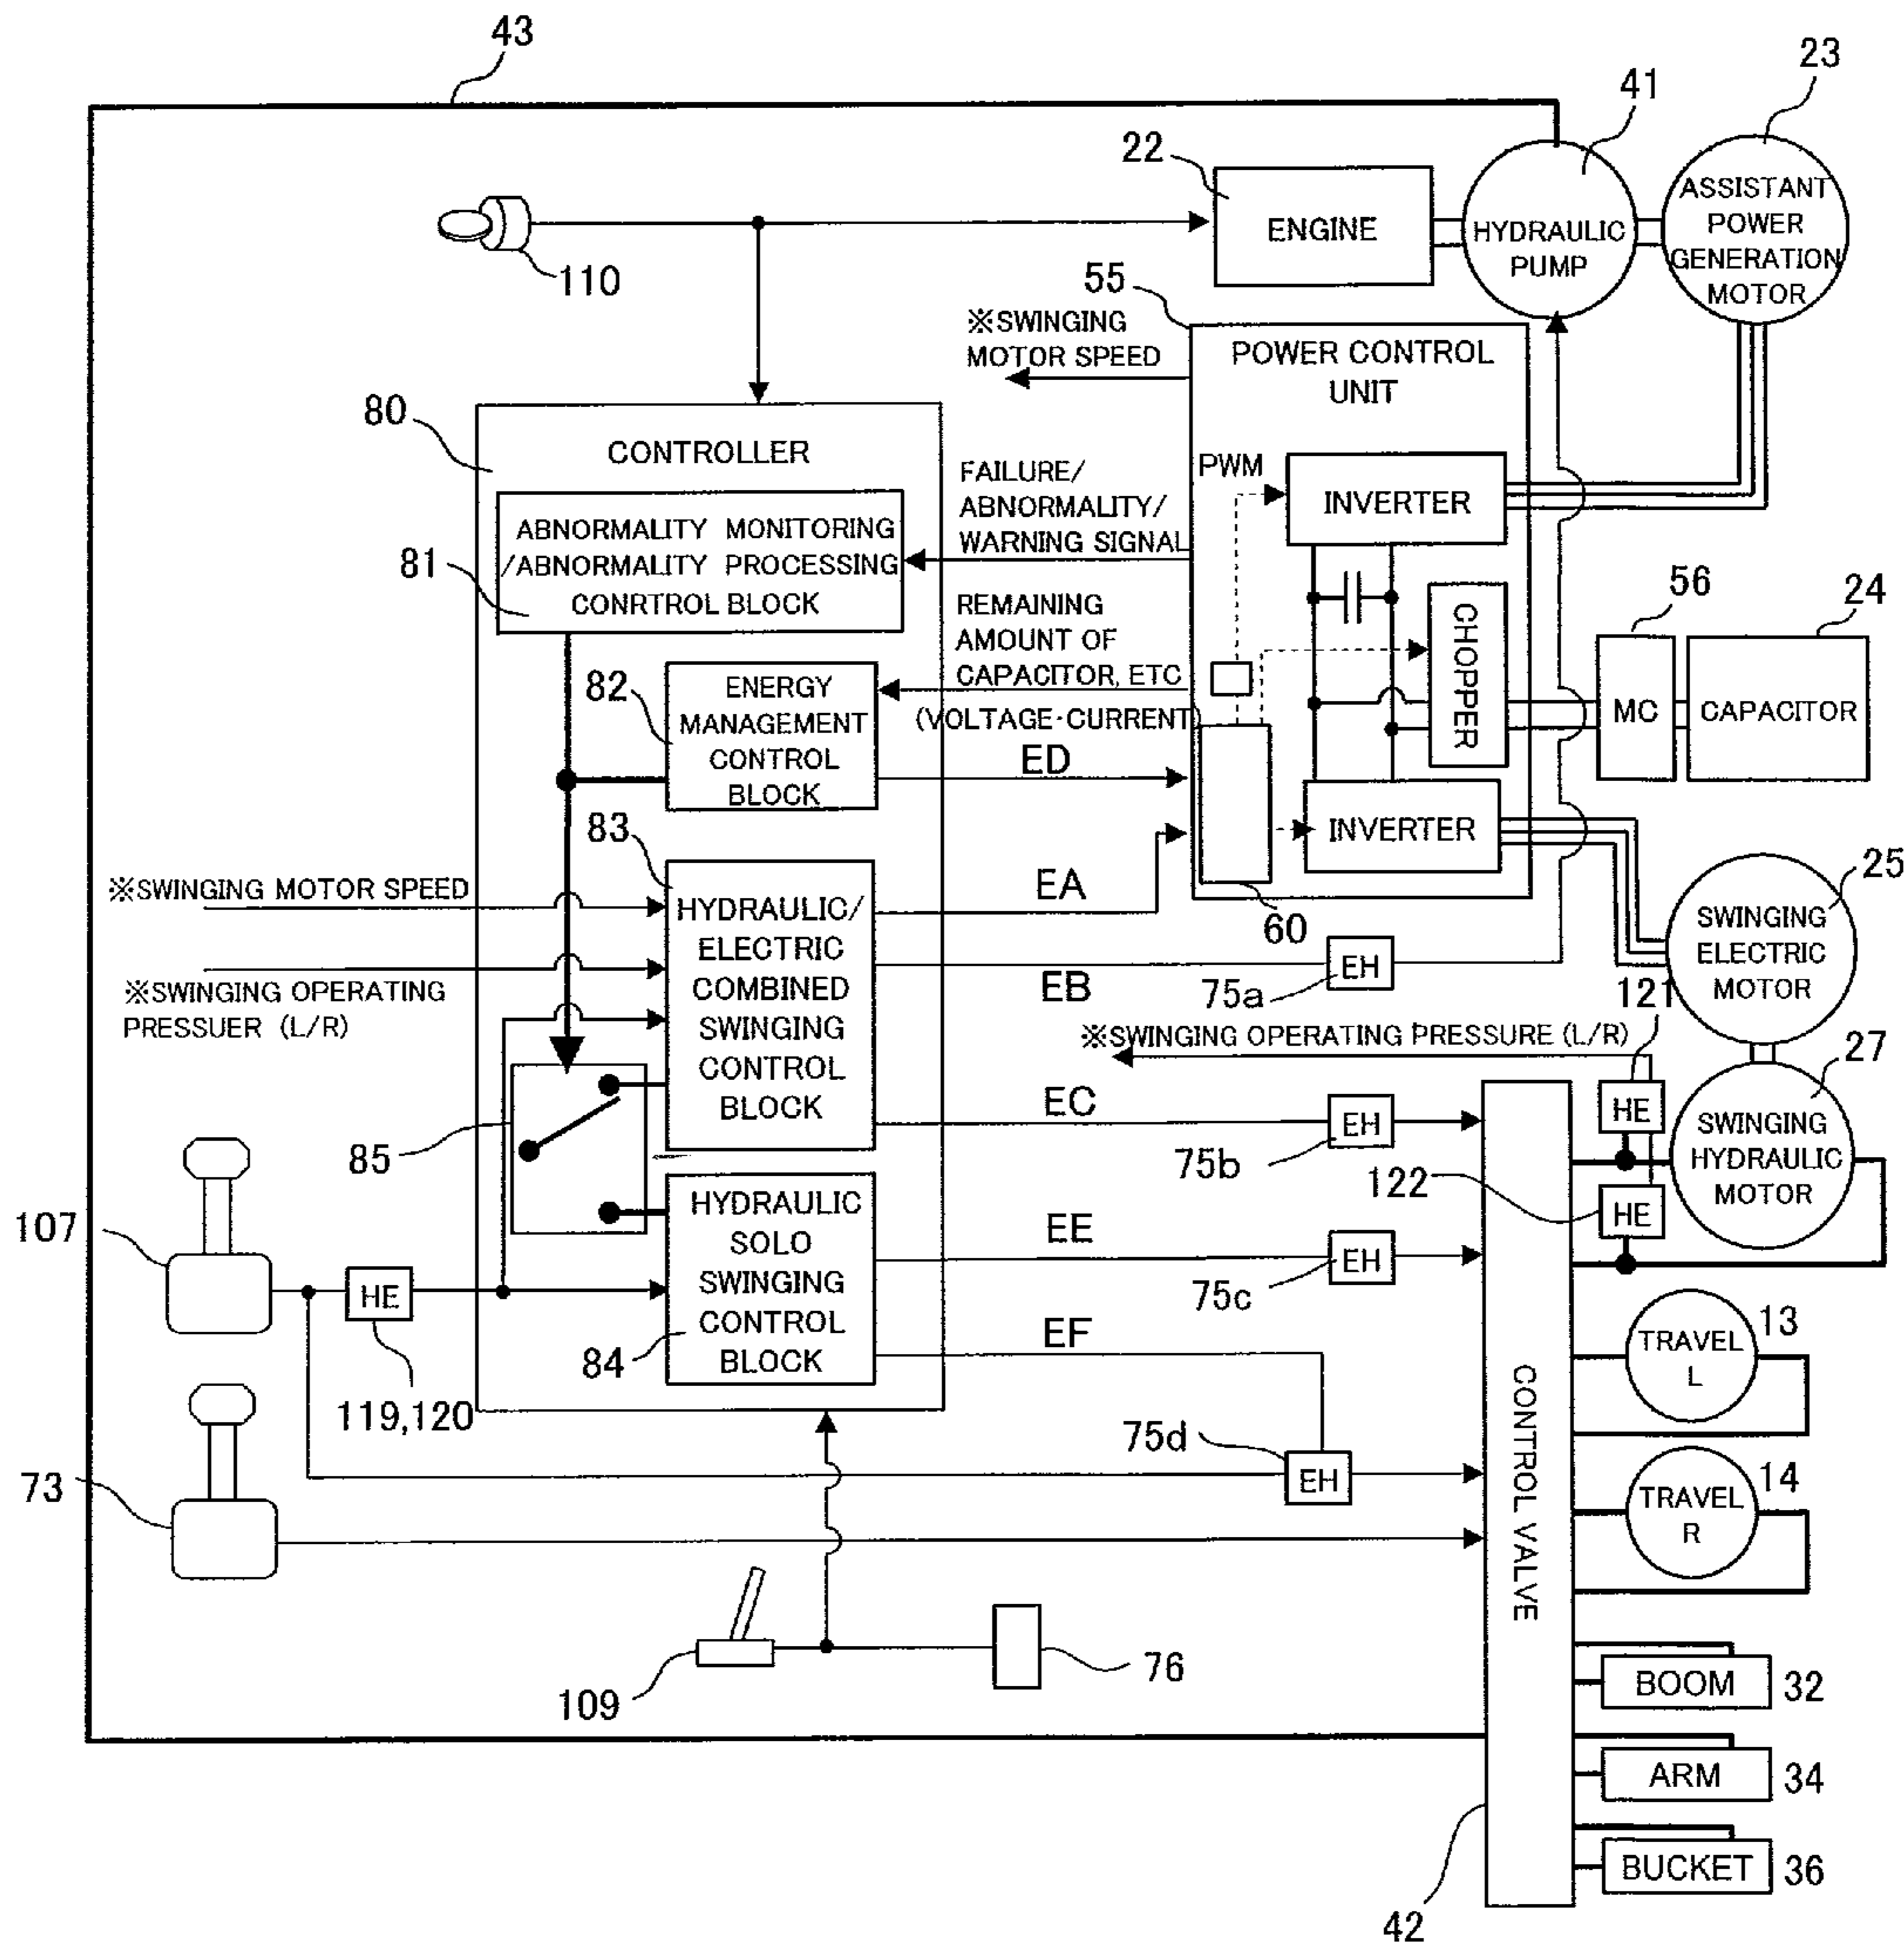 43
23
41
22
ASSISTANT
POWER
GENERATION
MOTOR
ENGINE
HYDRAULIC
PUMP
110
55
※SWINGING
MOTOR SPEED
POWER CONTROL
UNIT
80
CONTROLLER
FAILURE/
ABNORMALITY/
WARNING SIGNAL
PWM
INVERTER
ABNORMALITY MONITORING
/ABNORMALITY PROCESSING
CONRTROL BLOCK
81
REMAINING
AMOUNT OF
CAPACITOR, ETC
(VOLTAGE·CURRENT)
CHOPPER
56
24
MC
CAPACITOR
82
ENERGY
MANAGEMENT
CONTROL
BLOCK
ED
83
INVERTER
60
25
※SWINGING MOTOR SPEED
HYDRAULIC/
ELECTRIC
COMBINED
SWINGING
CONTROL
BLOCK
EA
SWINGING
ELECTRIC
MOTOR
※SWINGING OPERATING
PRESSUER (L/R)
EB
EH
75a
121
※SWINGING OPERATING PRESSURE (L/R)
27
85
EC
EH
75b
HE
SWINGING
HYDRAULIC
MOTOR
122
HE
107
HYDRAULIC
SOLO
SWINGING
CONTROL
BLOCK
84
EE
EH
75c
HE
119,120
EF
TRAVEL
L
13
75d
EH
73
CONTROL VALVE
TRAVEL
R
14
109
76
BOOM
32
ARM
34
BUCKET
36
42